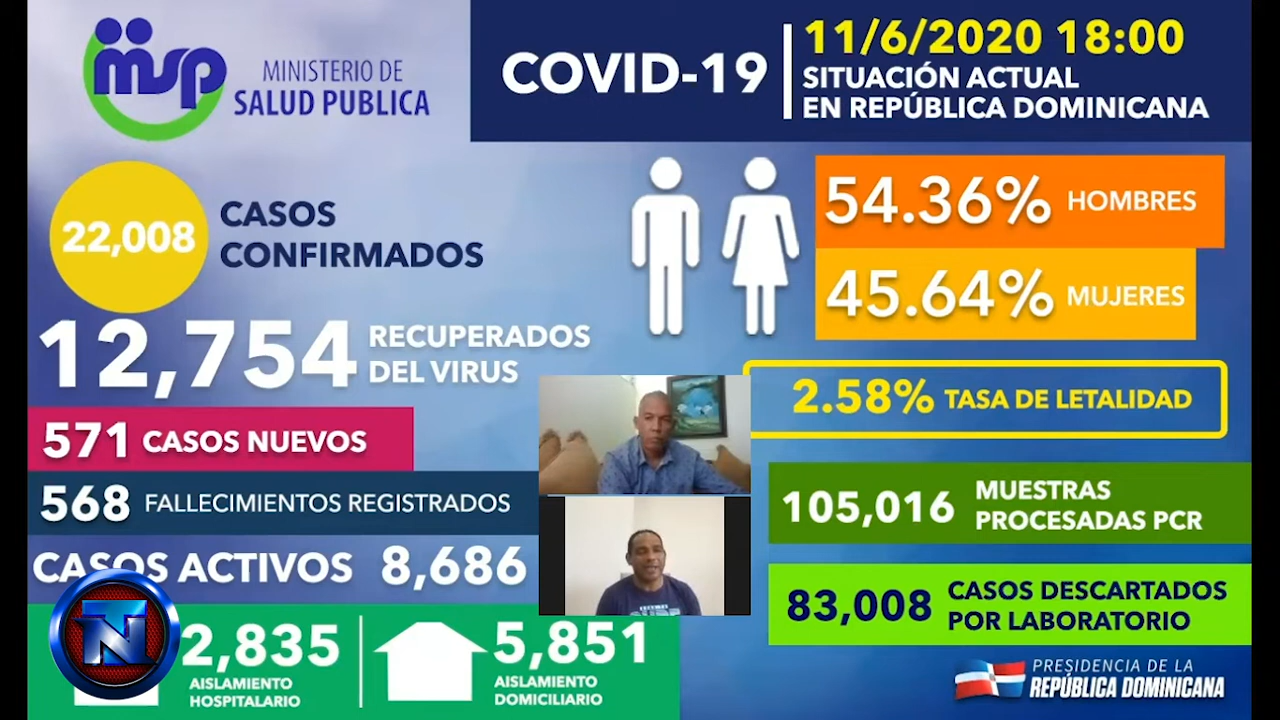 msp
MINISTERIO DE
SALUD PUBLICA
COVID-19
11/6/2020 18:00
SITUACIÓN ACTUAL
EN REPÚBLICA DOMINICANA
22,008
CASOS
CONFIRMADOS
54.36% HOMBRES
45.64% MUJERES
12,754
RECUPERADOS
DEL VIRUS
2.58% TASA DE LETALIDAD
571 CASOS NUEVOS
568 FALLECIMIENTOS REGISTRADOS
105,016
MUESTRAS
PROCESADAS PCR
CASOS ACTIVOS 8,686
83,008
CASOS DESCARTADOS
POR LABORATORIO
TN
2,835
AISLAMIENTO
HOSPITALARIO
5,851
AISLAMIENTO
DOMICILIARIO
PRESIDENCIA DE LA
REPÚBLICA DOMINICANA